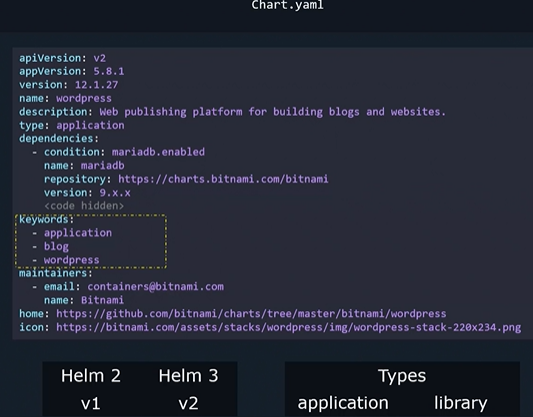 Chart.yaml
apiVersion: v2
appVersion: 5.8.1
version: 12.1.27
name: wordpress
description: Web publishing platform for building blogs and websites.
type: application
dependencies:
  - condition: mariadb.enabled
    name: mariadb
    repository: https://charts.bitnami.com/bitnami
    version: 9.x.x
    <code hidden>
keywords:
  - application
  - blog
  - wordpress
maintainers:
  - email: containers@bitnami.com
    name: Bitnami
home: https://github.com/bitnami/charts/tree/master/bitnami/wordpress
icon: https://bitnami.com/assets/stacks/wordpress/img/wordpress-stack-220x234.png
Helm 2 Helm 3
v1 v2
Types
application library